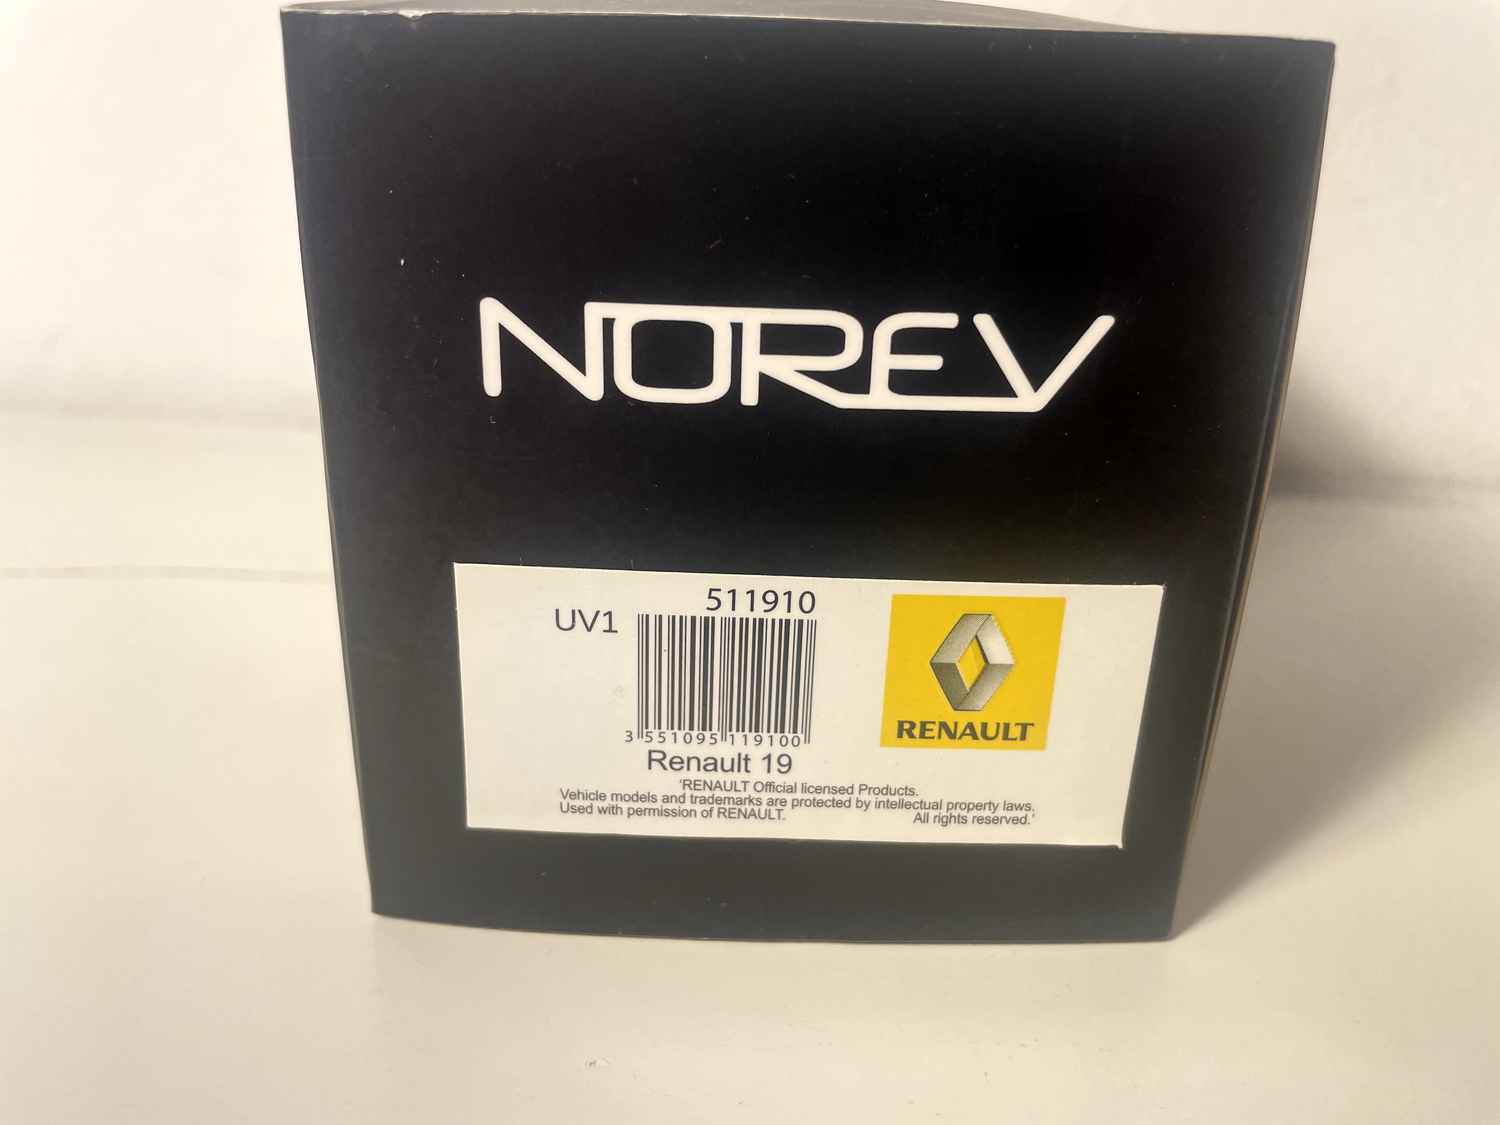 NOREV
511910
UV1
3 551095 119100
RENAULT
Renault 19
'RENAULT Official licensed Products.
Vehicle models and trademarks are protected by intellectual property laws.
Used with permission of RENAULT. All rights reserved.'